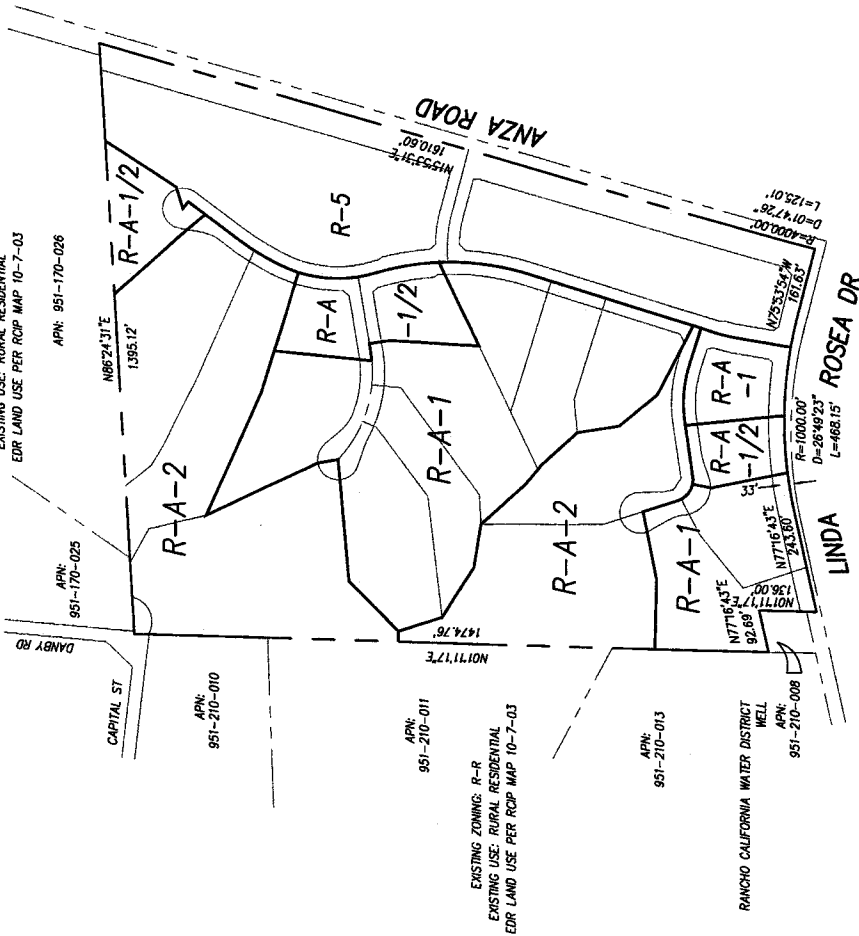 EXISTING USE: RURAL RESIDENTIAL
EDR LAND USE PER RCIP MAP 10-7-03
APN: 951-170-026
N86°24'31"E
1395.12'
APN:
951-170-025
DANBY RD
CAPITAL ST
APN:
951-210-010
R-A-1/2
R-5
ANZA ROAD
N15°53'31"E
1610.60'
R-A
-1/2
R-A-2
R-A-1
R-A-2
N01°11'17"E
1474.76'
APN:
951-210-011
EXISTING ZONING: R-R
EXISTING USE: RURAL RESIDENTIAL
EDR LAND USE PER RCIP MAP 10-7-03
APN:
951-210-013
R-A-1
R-A
-1/2
R-A
-1
R=4000.00'
D=01°47'26"
L=125.01'
N75°53'54"W
161.63'
R=1000.00'
D=26°49'23"
L=468.15'
33'
N77°16'43"E
243.60'
N01°11'17"E
136.00'
N77°16'43"E
92.69'
RANCHO CALIFORNIA WATER DISTRICT
WELL
APN:
951-210-008
LINDA ROSEA DR